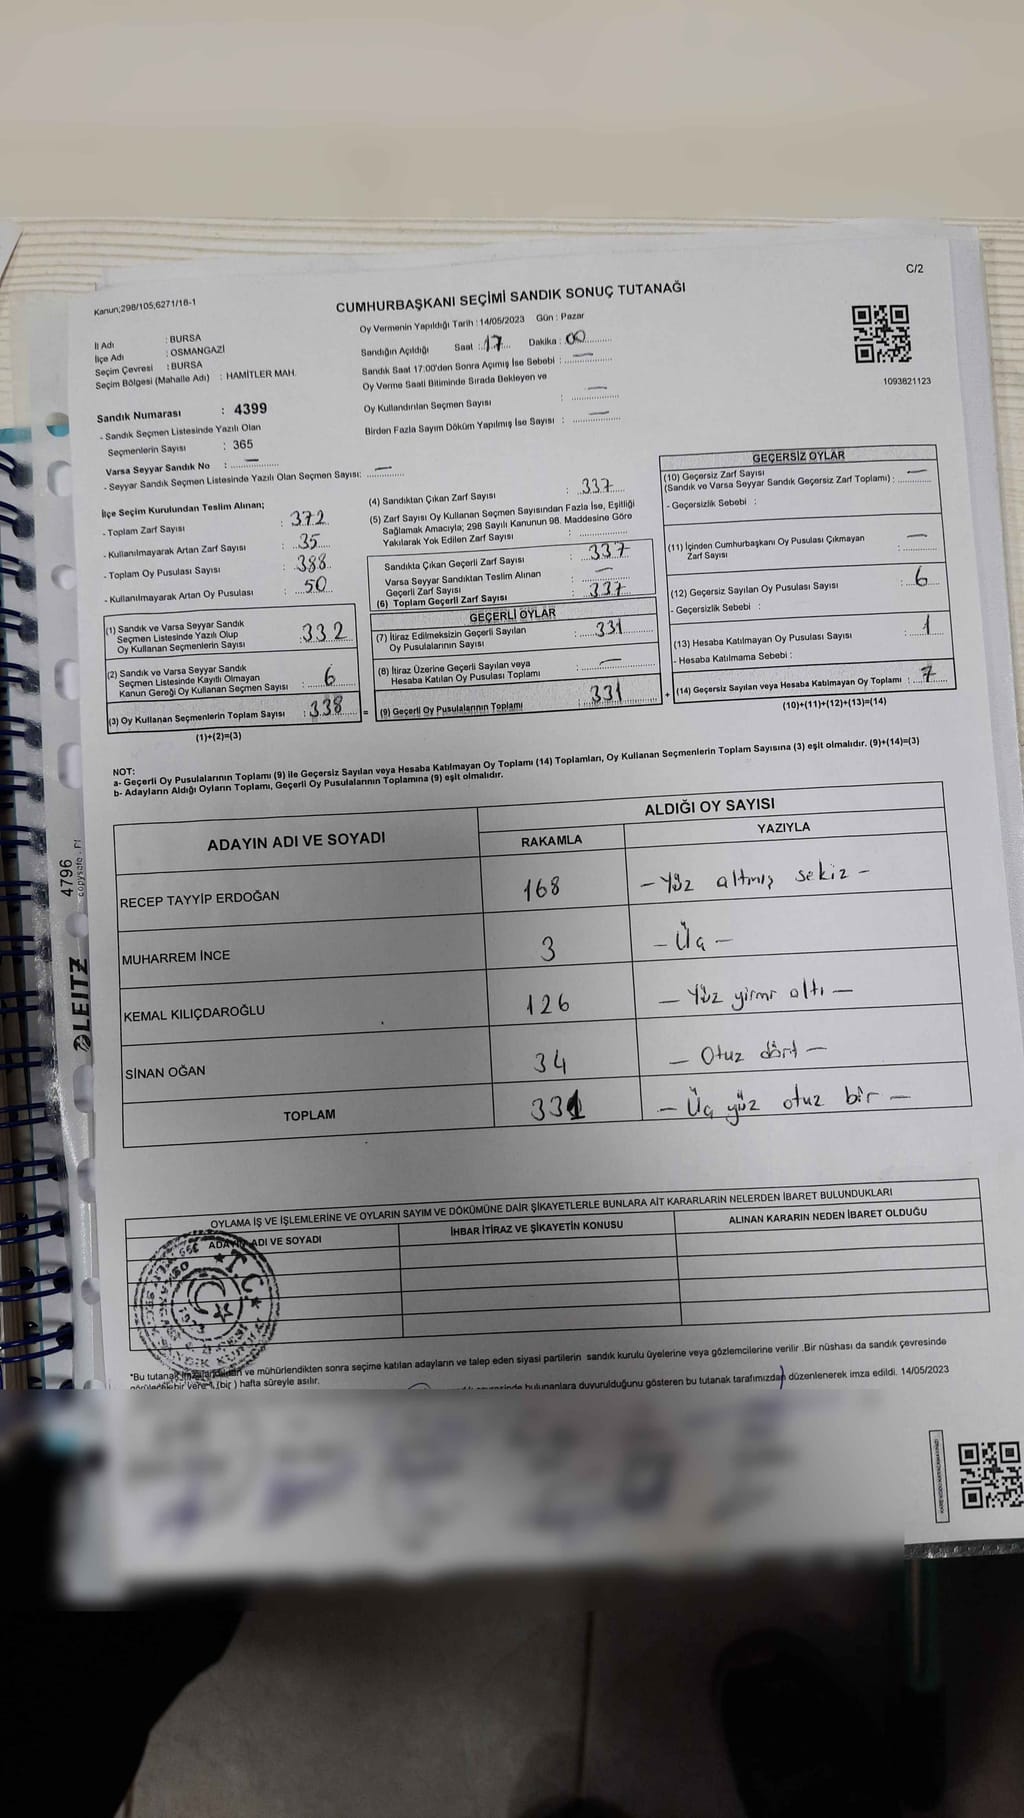 C/2
Kanun;298/105;6271/18-1
CUMHURBAŞKANI SEÇİMİ SANDIK SONUÇ TUTANAĞI
İl Adı : BURSA
İlçe Adı : OSMANGAZİ
Seçim Çevresi : BURSA
Seçim Bölgesi (Mahalle Adı) : HAMİTLER MAH.
Sandık Numarası : 4399
- Sandık Seçmen Listesinde Yazılı Olan
Seçmenlerin Sayısı : 365
Varsa Seyyar Sandık No : —
- Seyyar Sandık Seçmen Listesinde Yazılı Olan Seçmen Sayısı: —
Oy Vermenin Yapıldığı Tarih : 14/05/2023 Gün : Pazar
Sandığın Açıldığı Saat : 17 Dakika : 00
Sandık Saat 17:00'den Sonra Açımış İse Sebebi : —
Oy Verme Saati Bitiminde Sırada Bekleyen ve
Oy Kullandırılan Seçmen Sayısı : —
Birden Fazla Sayım Döküm Yapılmış İse Sayısı : —
1093821123
İlçe Seçim Kurulundan Teslim Alınan;
- Toplam Zarf Sayısı : 372
- Kullanılmayarak Artan Zarf Sayısı : 35
- Toplam Oy Pusulası Sayısı : 388
- Kullanılmayarak Artan Oy Pusulası : 50
(1) Sandık ve Varsa Seyyar Sandık
Seçmen Listesinde Yazılı Olup
Oy Kullanan Seçmenlerin Sayısı : 332
(2) Sandık ve Varsa Seyyar Sandık
Seçmen Listesinde Kayıtlı Olmayan
Kanun Gereği Oy Kullanan Seçmen Sayısı : 6
(3) Oy Kullanan Seçmenlerin Toplam Sayısı : 338 =
(1)+(2)=(3)
(4) Sandıktan Çıkan Zarf Sayısı : 337
(5) Zarf Sayısı Oy Kullanan Seçmen Sayısından Fazla İse, Eşitliği
Sağlamak Amacıyla; 298 Sayılı Kanunun 98. Maddesine Göre
Yakılarak Yok Edilen Zarf Sayısı :
Sandıkta Çıkan Geçerli Zarf Sayısı : 337
Varsa Seyyar Sandıktan Teslim Alınan
Geçerli Zarf Sayısı : —
(6) Toplam Geçerli Zarf Sayısı : 337
GEÇERLİ OYLAR
(7) İtiraz Edilmeksizin Geçerli Sayılan
Oy Pusulalarının Sayısı : 331
(8) İtiraz Üzerine Geçerli Sayılan veya
Hesaba Katılan Oy Pusulası Toplamı : —
(9) Geçerli Oy Pusulalarının Toplamı : 331 +
GEÇERSİZ OYLAR
(10) Geçersiz Zarf Sayısı
(Sandık ve Varsa Seyyar Sandık Geçersiz Zarf Toplamı) : —
- Geçersizlik Sebebi :
(11) İçinden Cumhurbaşkanı Oy Pusulası Çıkmayan
Zarf Sayısı : —
(12) Geçersiz Sayılan Oy Pusulası Sayısı : 6
- Geçersizlik Sebebi :
(13) Hesaba Katılmayan Oy Pusulası Sayısı : 1
- Hesaba Katılmama Sebebi :
(14) Geçersiz Sayılan veya Hesaba Katılmayan Oy Toplamı : 7
(10)+(11)+(12)+(13)=(14)
NOT:
a- Geçerli Oy Pusulalarının Toplamı (9) ile Geçersiz Sayılan veya Hesaba Katılmayan Oy Toplamı (14) Toplamları, Oy Kullanan Seçmenlerin Toplam Sayısına (3) eşit olmalıdır. (9)+(14)=(3)
b- Adayların Aldığı Oyların Toplamı, Geçerli Oy Pusulalarının Toplamına (9) eşit olmalıdır.
ADAYIN ADI VE SOYADI
ALDIĞI OY SAYISI
RAKAMLA YAZIYLA
RECEP TAYYİP ERDOĞAN 168 - Yüz altmış sekiz -
MUHARREM İNCE 3 - Üç -
KEMAL KILIÇDAROĞLU 126 - Yüz yirmi altı -
SİNAN OĞAN 34 - Otuz dört -
TOPLAM 331 - Üç yüz otuz bir -
OYLAMA İŞ VE İŞLEMLERİNE VE OYLARIN SAYIM VE DÖKÜMÜNE DAİR ŞİKAYETLERLE BUNLARA AİT KARARLARIN NELERDEN İBARET BULUNDUKLARI
ADAYIN ADI VE SOYADI İHBAR İTİRAZ VE ŞİKAYETİN KONUSU ALINAN KARARIN NEDEN İBARET OLDUĞU
T.C.
*Bu tutanak imzalandıktan ve mühürlendikten sonra seçime katılan adayların ve talep eden siyasi partilerin sandık kurulu üyelerine veya gözlemcilerine verilir .Bir nüshası da sandık çevresinde
görülebilir yere 1 (bir ) hafta süreyle asılır.
bulunanlara duyurulduğunu gösteren bu tutanak tarafımızdan düzenlenerek imza edildi. 14/05/2023
4796
copysafe
LEITZ